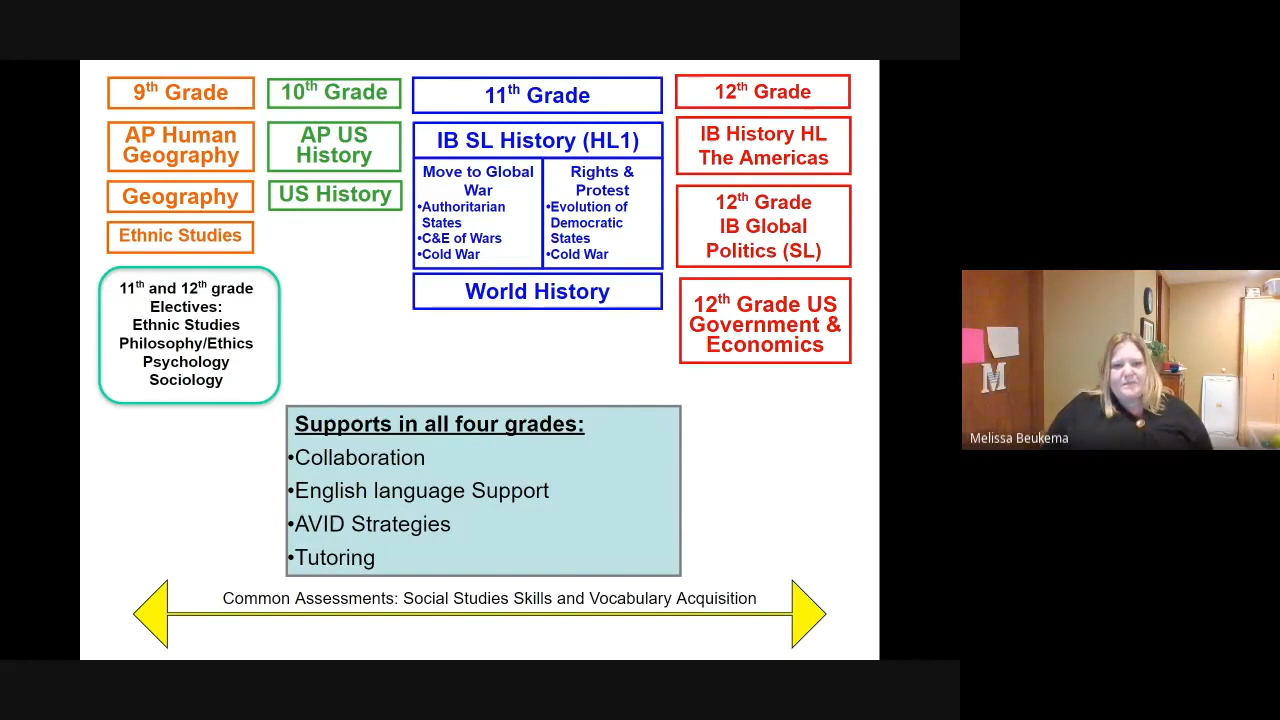 9th Grade
AP Human
Geography
Geography
Ethnic Studies
11th and 12th grade
Electives:
Ethnic Studies
Philosophy/Ethics
Psychology
Sociology
10th Grade
AP US
History
US History
11th Grade
IB SL History (HL1)
Move to Global
War
•Authoritarian
States
•C&E of Wars
•Cold War
Rights &
Protest
•Evolution of
Democratic
States
•Cold War
World History
12th Grade
IB History HL
The Americas
12th Grade
IB Global
Politics (SL)
12th Grade US
Government &
Economics
Supports in all four grades:
•Collaboration
•English language Support
•AVID Strategies
•Tutoring
Common Assessments: Social Studies Skills and Vocabulary Acquisition
M
Melissa Beukema